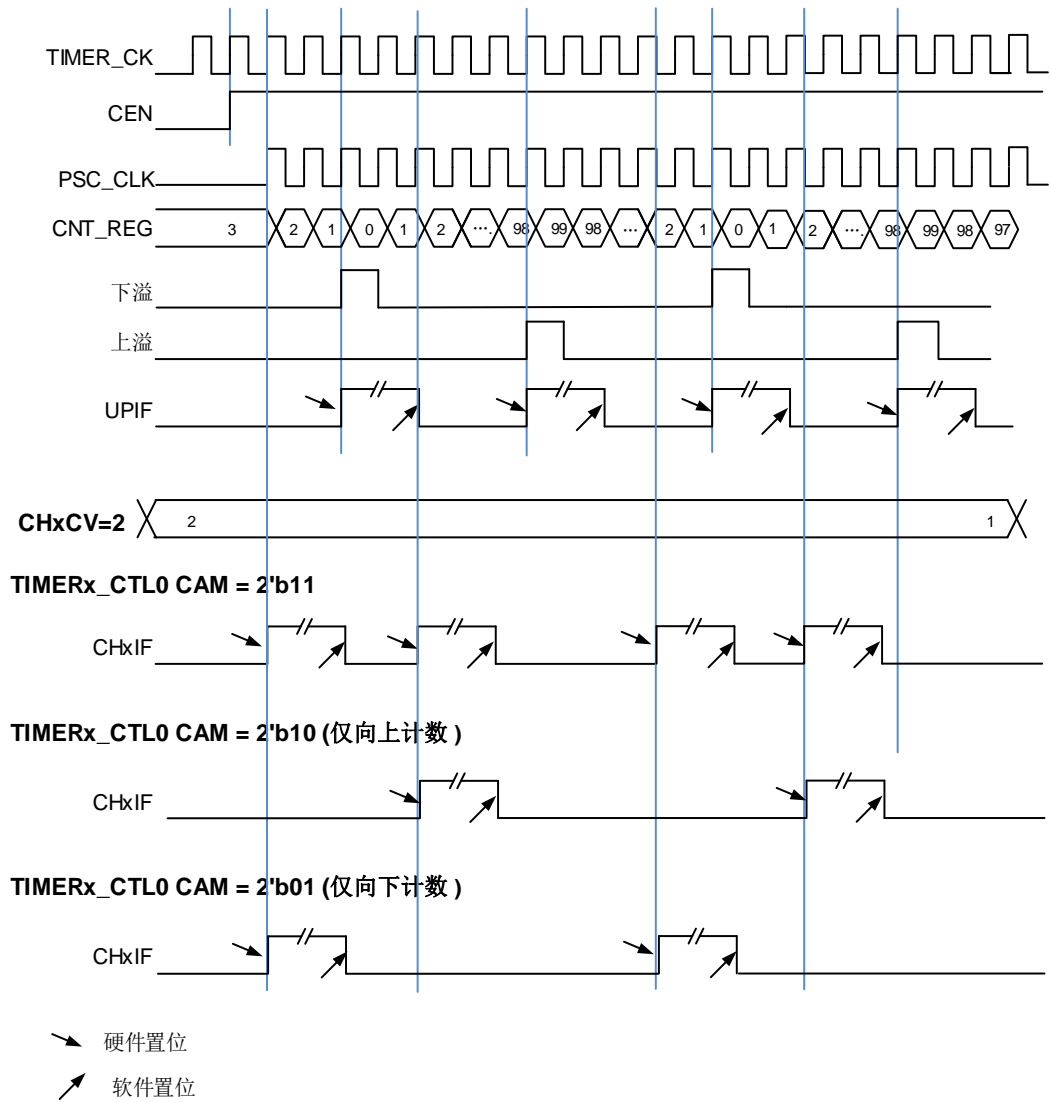 TIMER_CK
CEN
PSC_CLK
CNT_REG 3 2 1 0 1 2 ... 98 99 98 ... 2 1 0 1 2 ... 98 99 98 97
下溢
上溢
UPIF
CHxCV=2 2 1
TIMERx_CTL0 CAM = 2'b11
CHxIF
TIMERx_CTL0 CAM = 2'b10 (仅向上计数 )
CHxIF
TIMERx_CTL0 CAM = 2'b01 (仅向下计数 )
CHxIF
硬件置位
软件置位